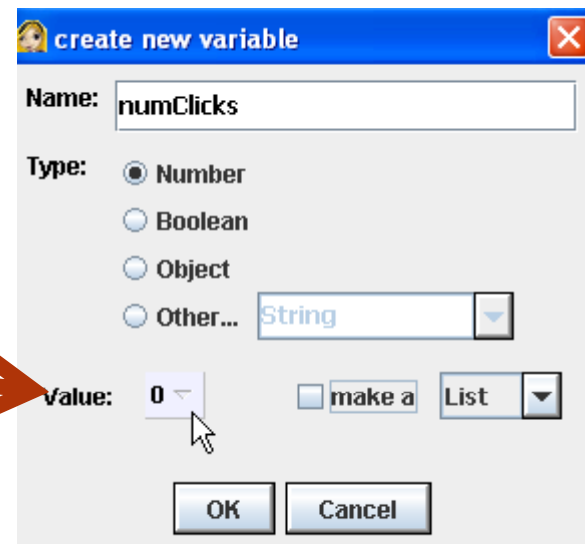 create new variable
Name: numClicks
Type: Number
Boolean
Object
Other... String
Value: 0 make a List
OK Cancel